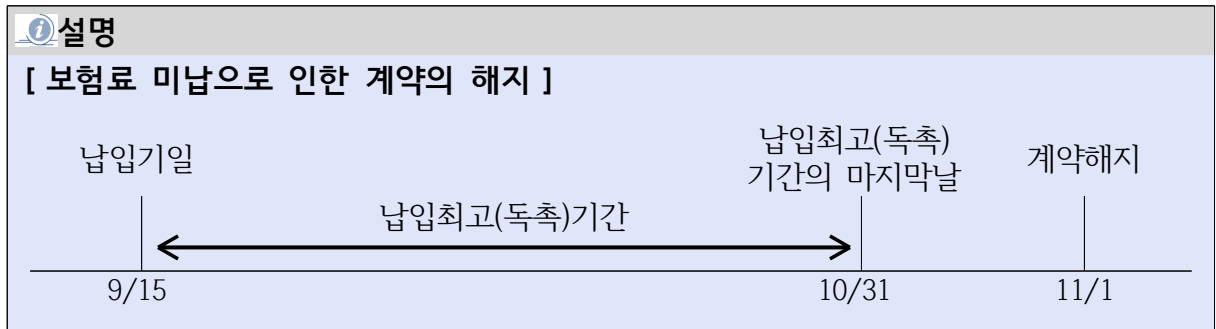 설명
[ 보험료 미납으로 인한 계약의 해지 ]
납입기일
납입최고(독촉)
기간의 마지막날
계약해지
납입최고(독촉)기간
9/15
10/31
11/1